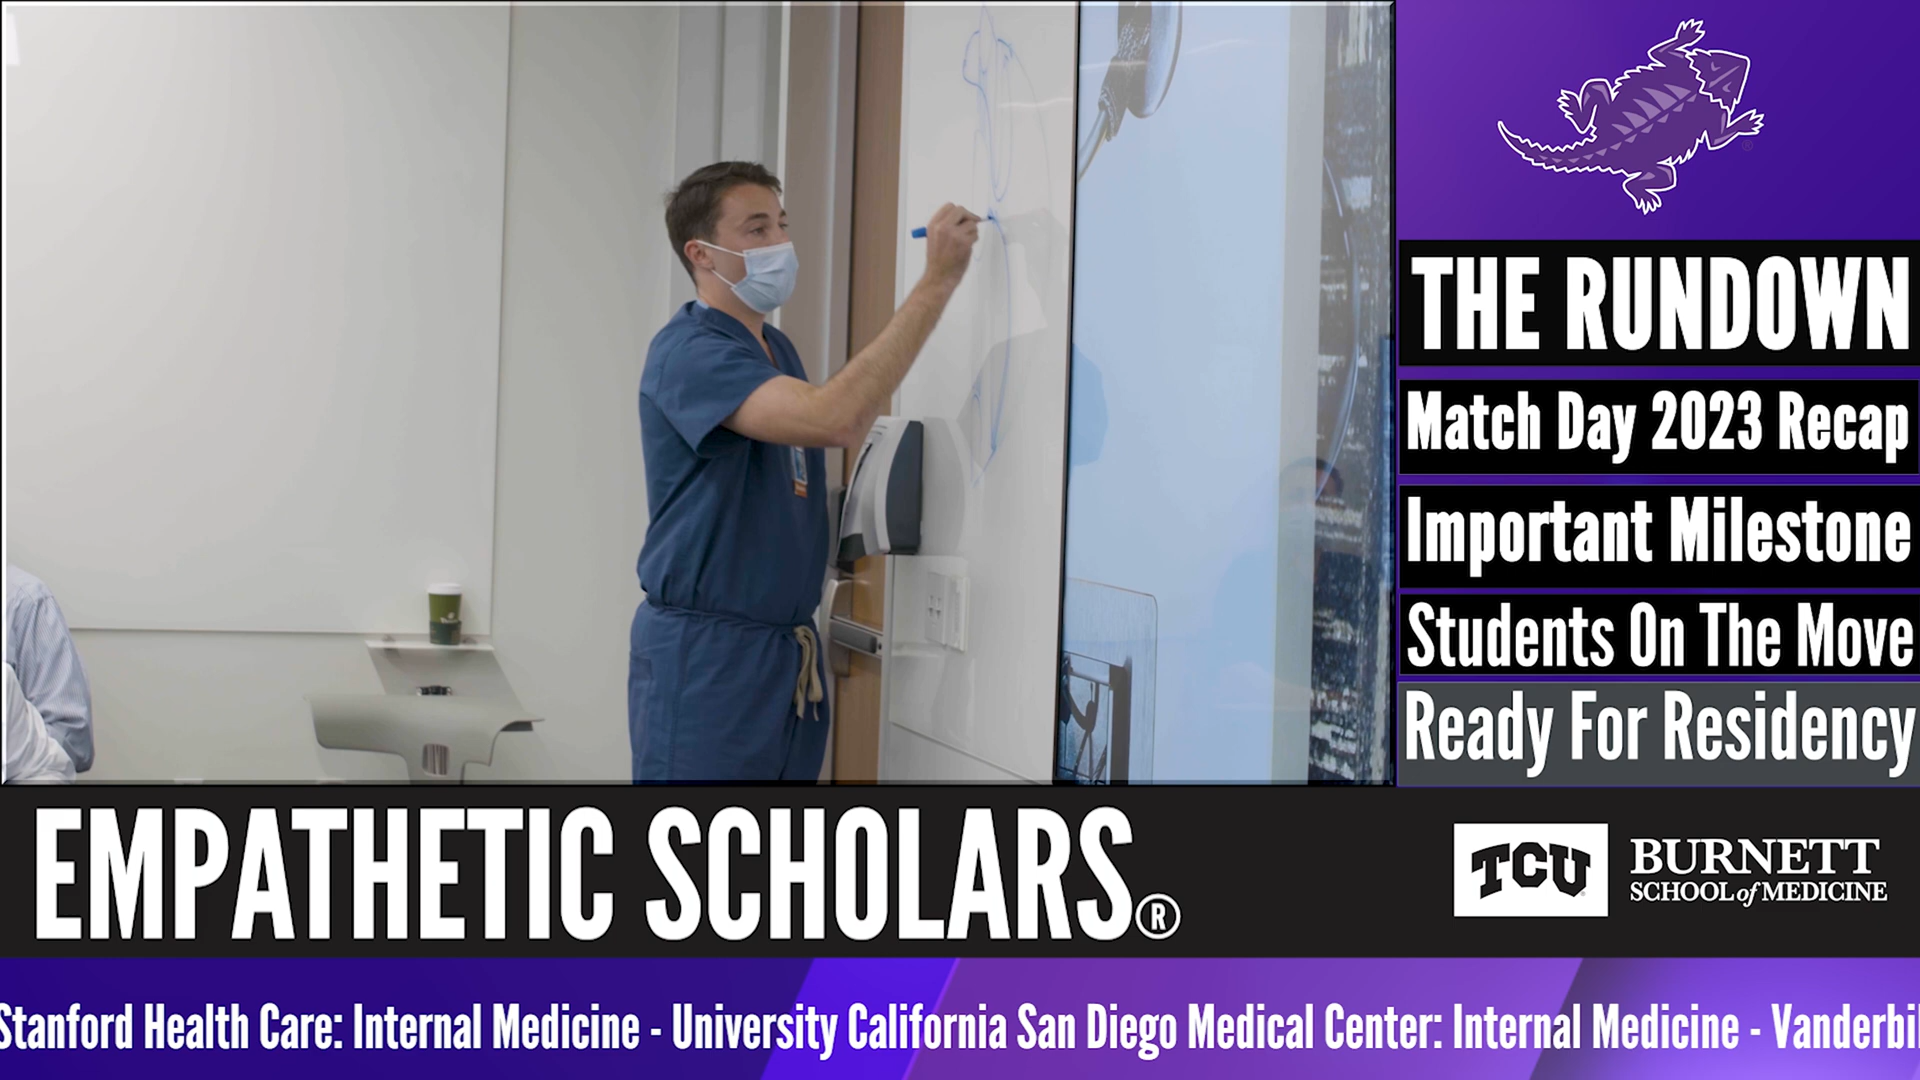 THE RUNDOWN
Match Day 2023 Recap
Important Milestone
Students On The Move
Ready For Residency
EMPATHETIC SCHOLARS®
TCU
BURNETT
SCHOOL of MEDICINE
Stanford Health Care: Internal Medicine - University California San Diego Medical Center: Internal Medicine - Vanderbil